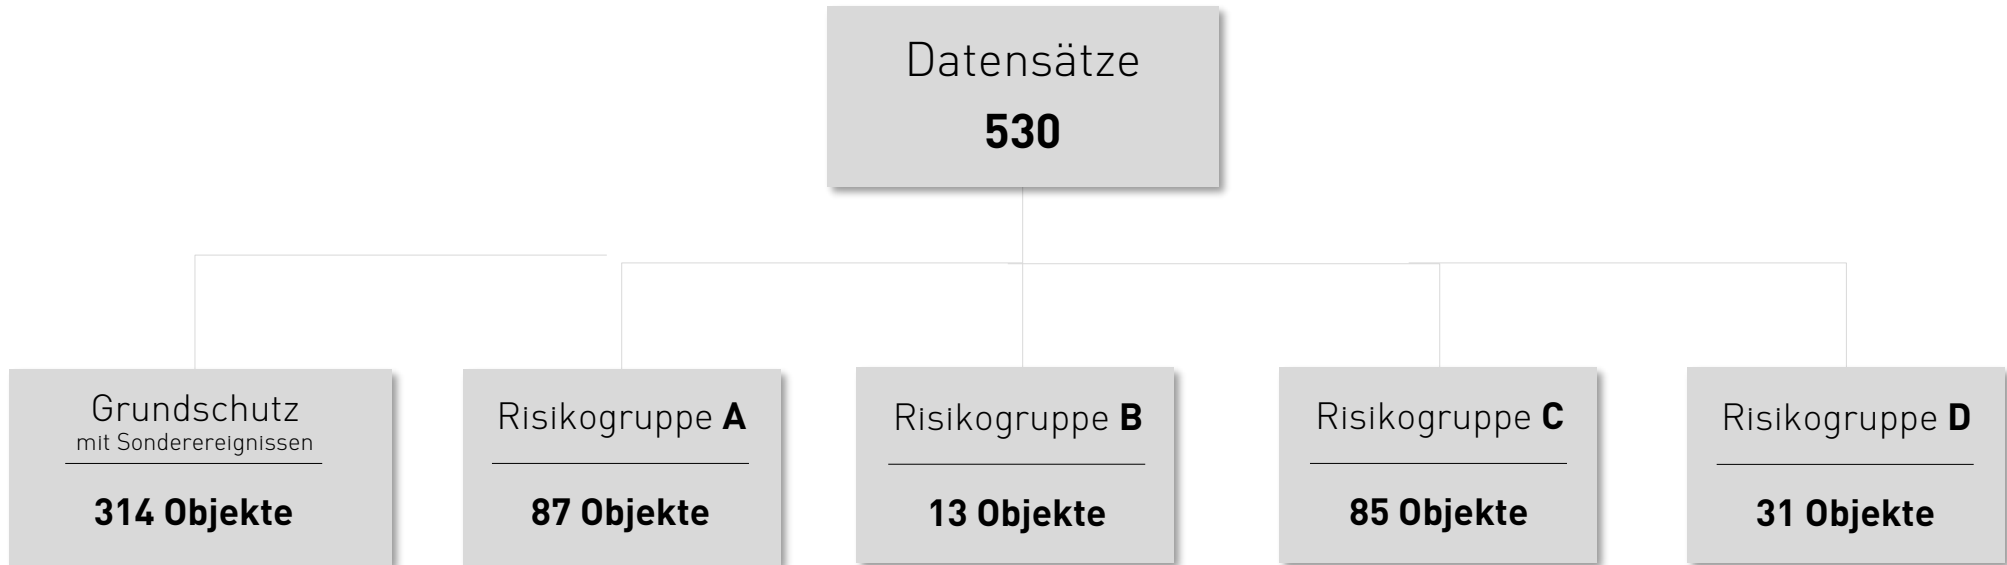 Datensätze
530
Grundschutz
mit Sonderereignissen
314 Objekte
Risikogruppe A
87 Objekte
Risikogruppe B
13 Objekte
Risikogruppe C
85 Objekte
Risikogruppe D
31 Objekte